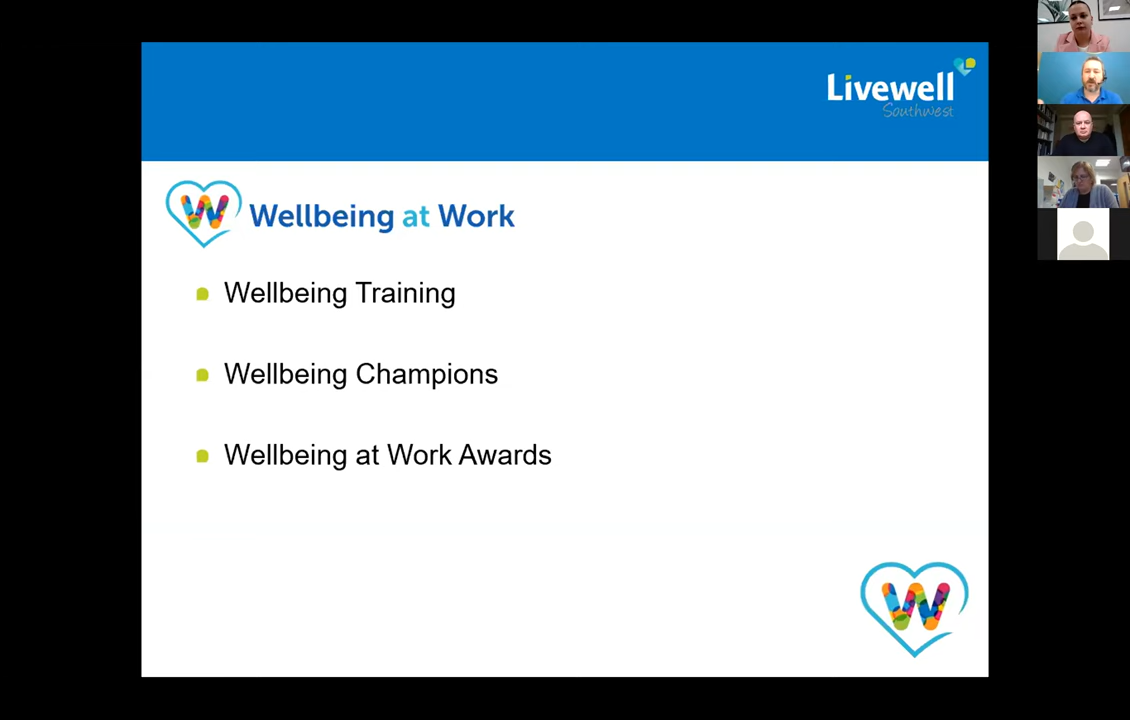 Livewell
Southwest
W Wellbeing at Work
Wellbeing Training
Wellbeing Champions
Wellbeing at Work Awards
W